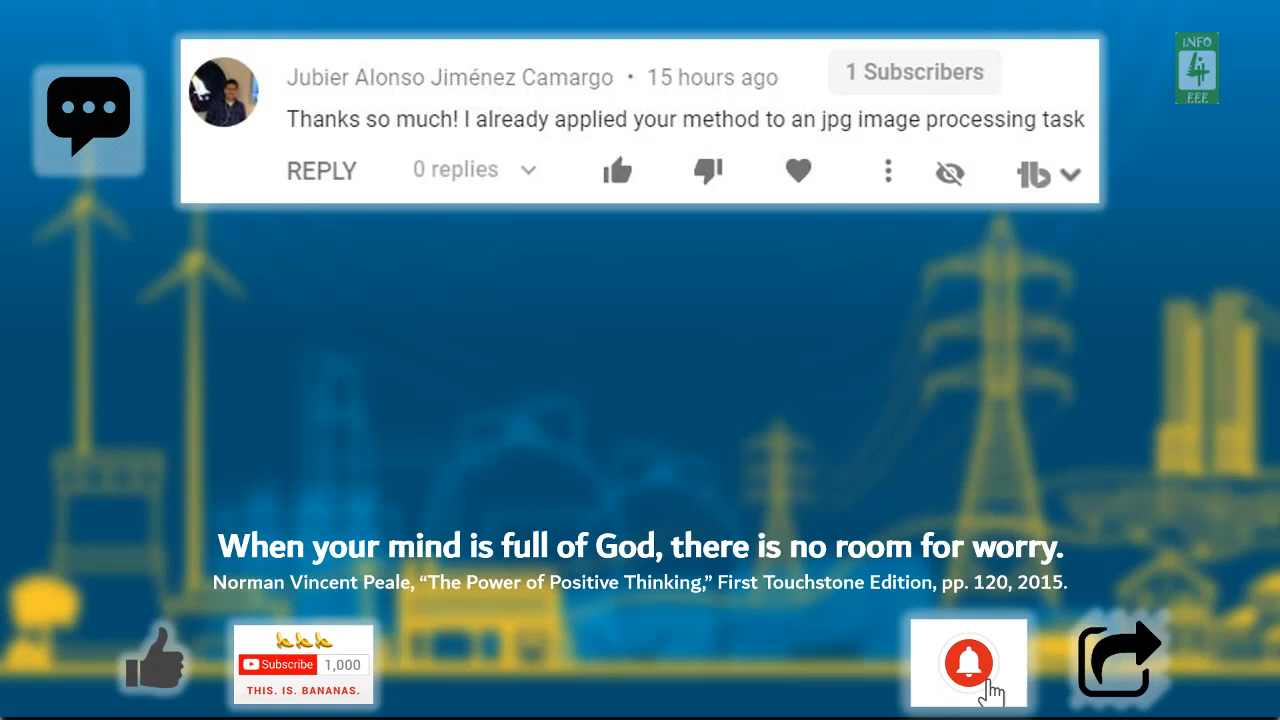 Jubier Alonso Jiménez Camargo • 15 hours ago
1 Subscribers
Thanks so much! I already applied your method to an jpg image processing task
REPLY
0 replies
INFO
4
EEE
When your mind is full of God, there is no room for worry.
Norman Vincent Peale, “The Power of Positive Thinking,” First Touchstone Edition, pp. 120, 2015.
Subscribe 1,000
THIS. IS. BANANAS.